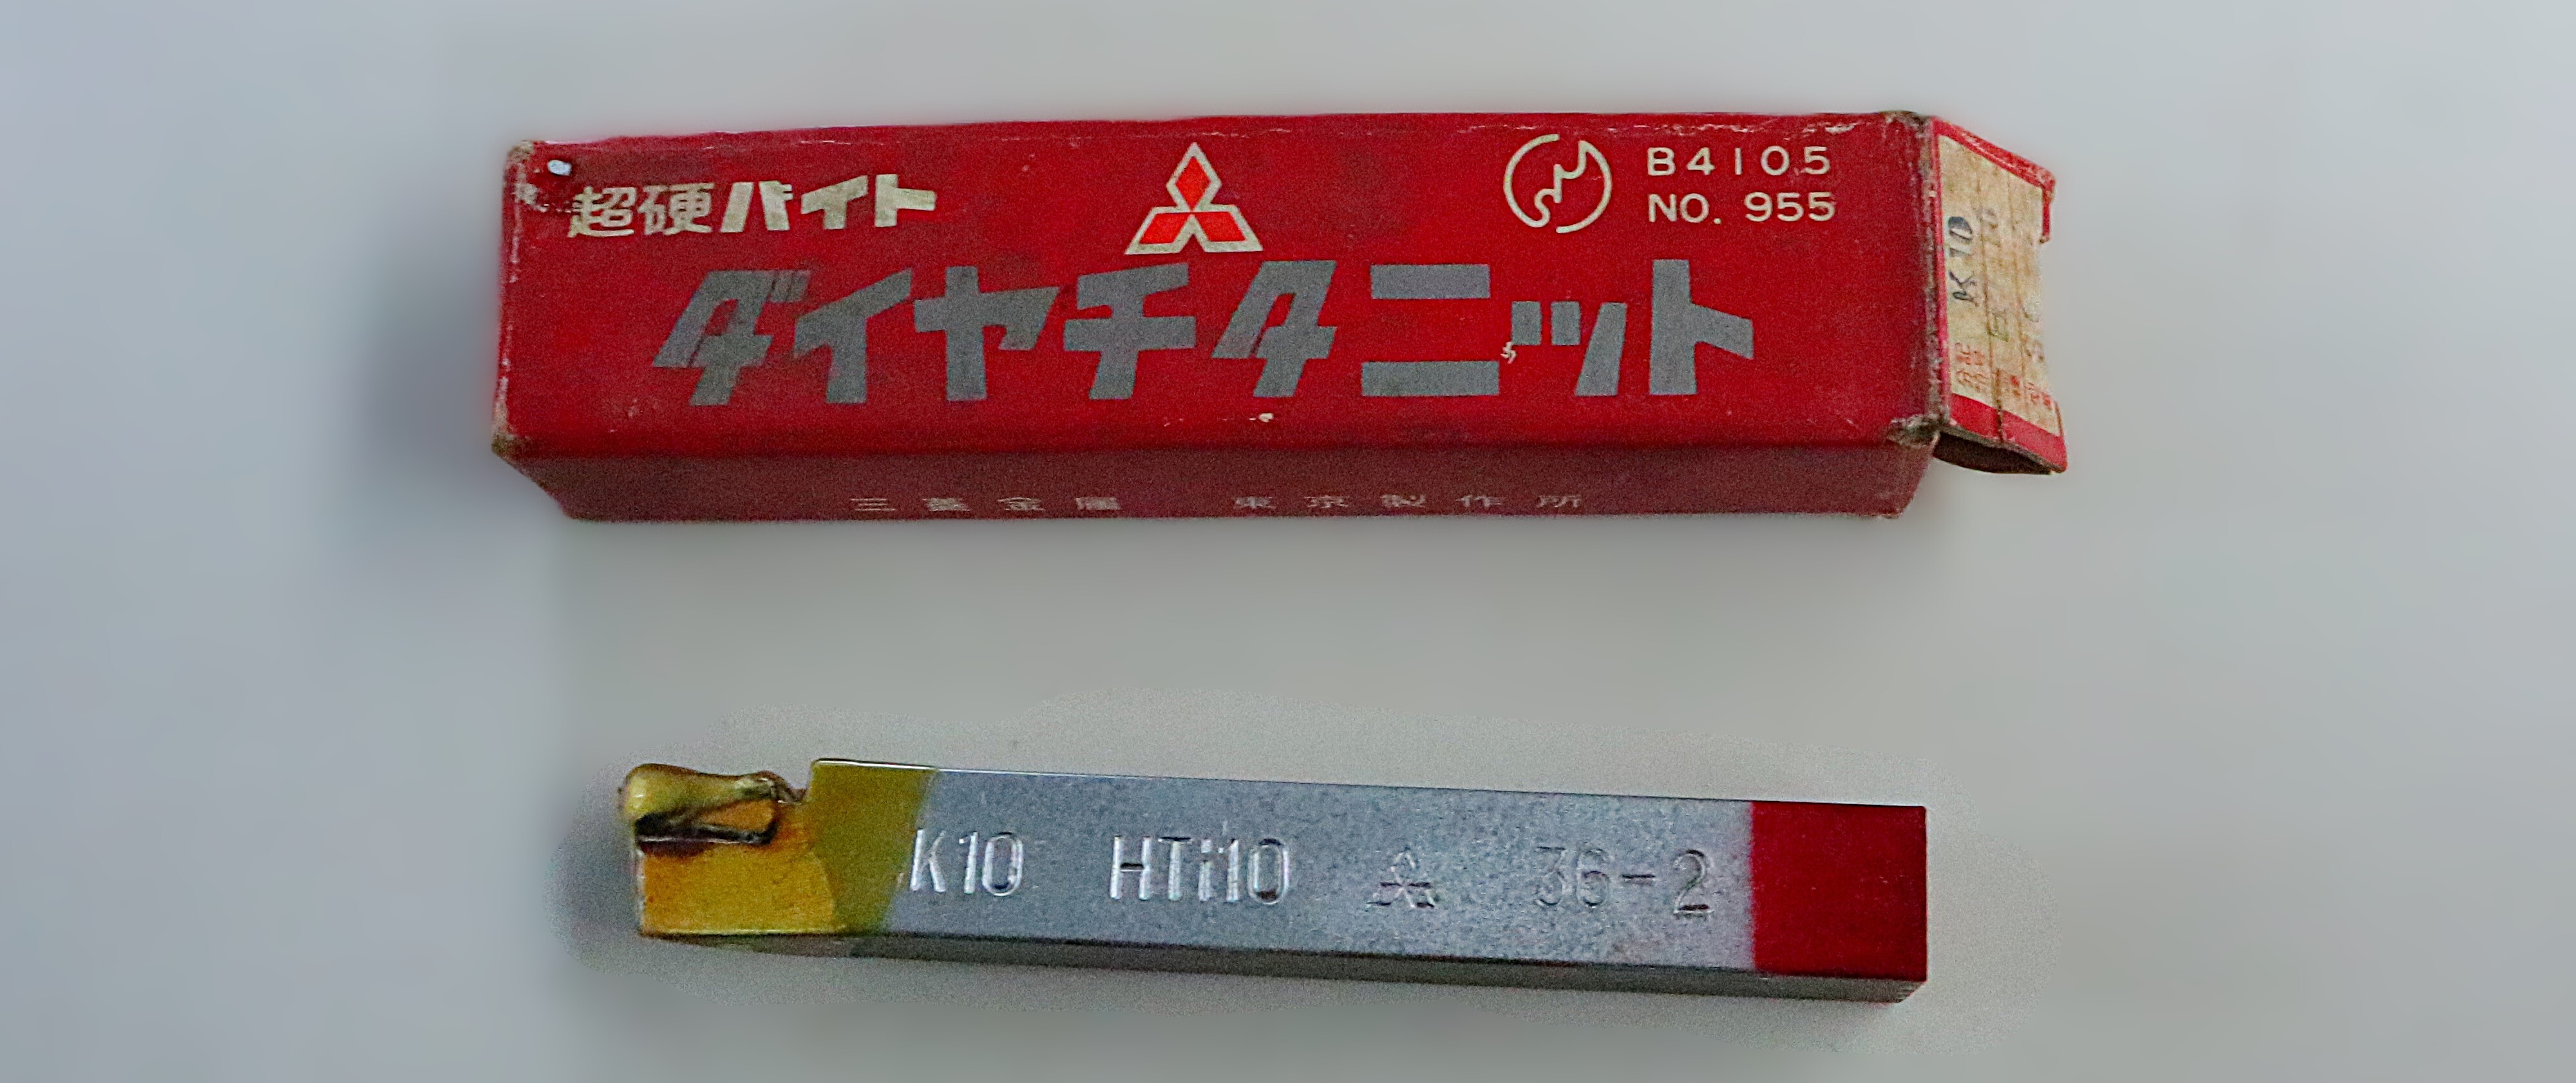 超硬バイト
B4105
NO. 955
ダイヤチタニット
三菱金属 東京製作所
K10
K10 HTi10 36-2